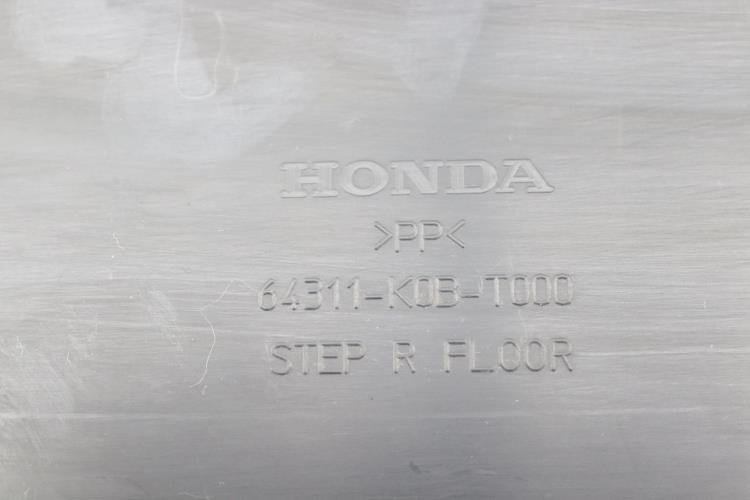 HONDA
>PP<
64311-K0B-T000
STEP R FLOOR